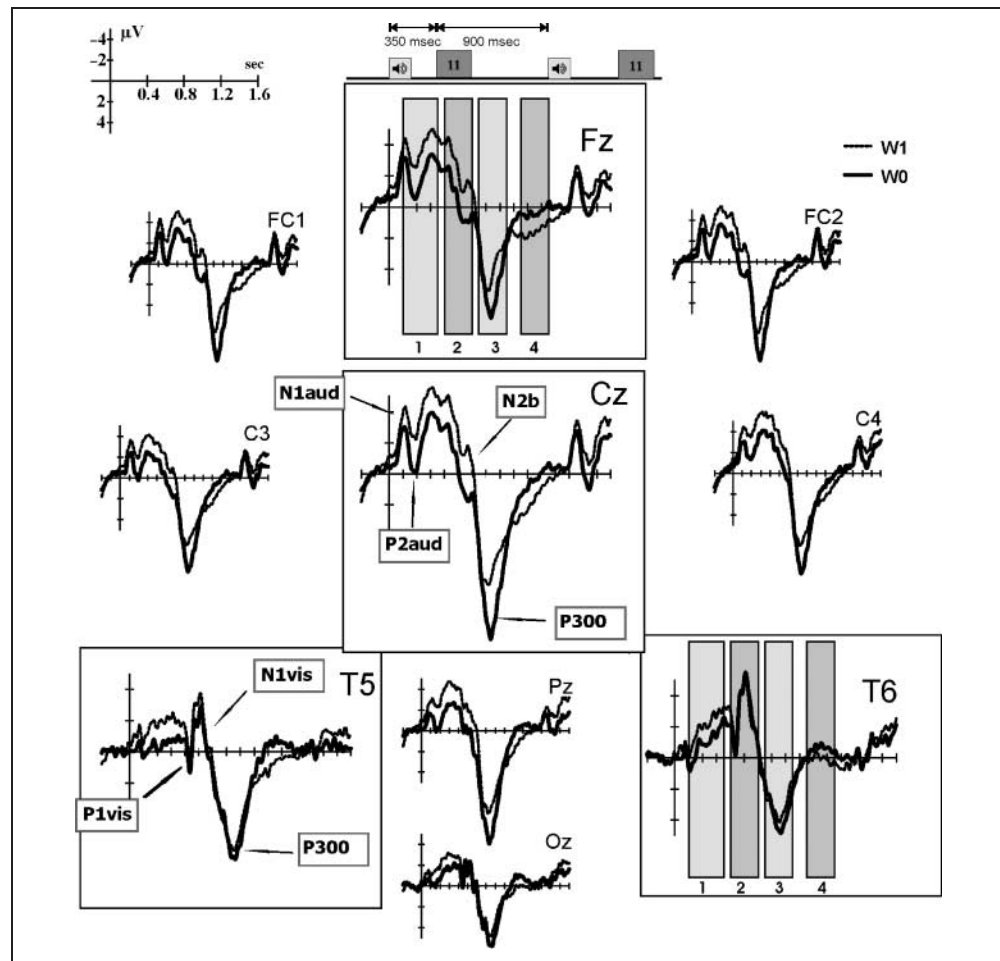 350 msec 900 msec
-4 μV
-2 sec
0.4 0.8 1.2 1.6
2
4
11 11
Fz
1 2 3 4
W1
W0
FC1
FC2
N1aud
N2b
Cz
P2aud
P300
C3
C4
N1vis
T5
P1vis
P300
Pz
Oz
T6
1 2 3 4